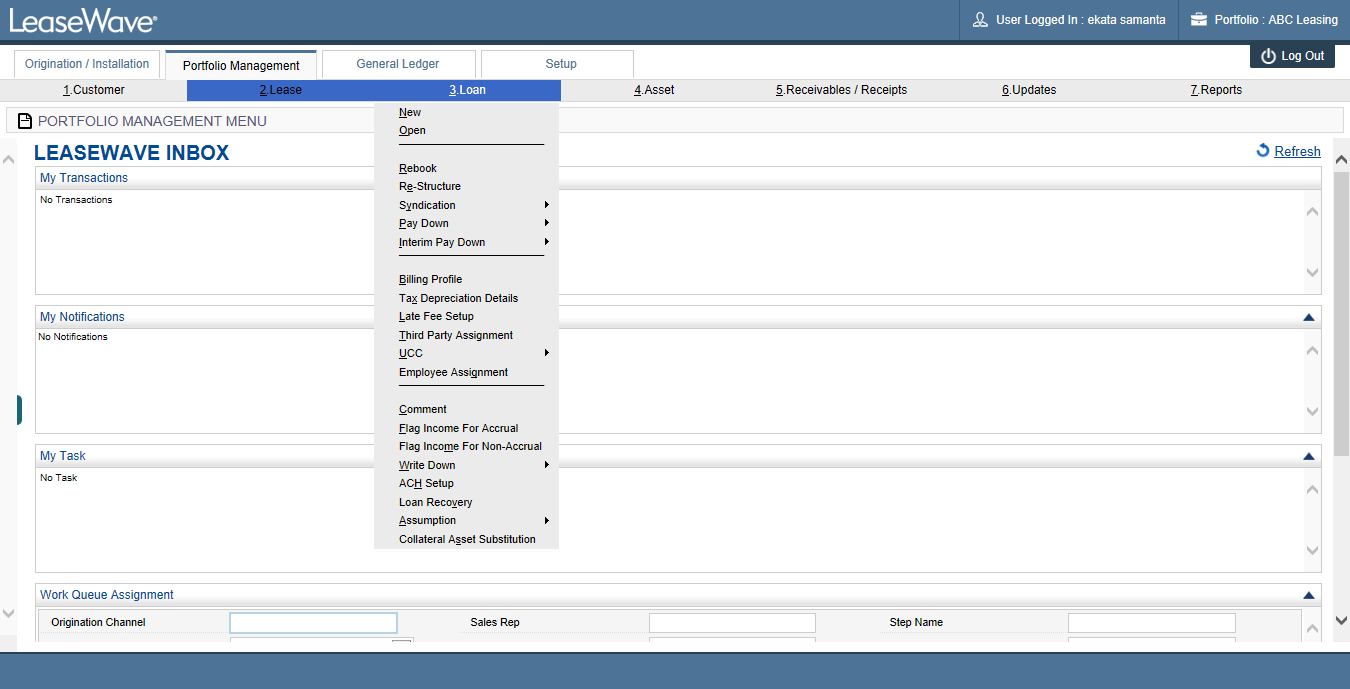 LeaseWave®
User Logged In : ekata samanta
Portfolio : ABC Leasing
Origination / Installation
Portfolio Management
General Ledger
Setup
Log Out
1.Customer
2.Lease
3.Loan
4.Asset
5.Receivables / Receipts
6.Updates
7.Reports
PORTFOLIO MANAGEMENT MENU
New
Open
Rebook
Re-Structure
Syndication
Pay Down
Interim Pay Down
Billing Profile
Tax Depreciation Details
Late Fee Setup
Third Party Assignment
UCC
Employee Assignment
Comment
Flag Income For Accrual
Flag Income For Non-Accrual
Write Down
ACH Setup
Loan Recovery
Assumption
Collateral Asset Substitution
LEASEWAVE INBOX
Refresh
My Transactions
No Transactions
My Notifications
No Notifications
My Task
No Task
Work Queue Assignment
Origination Channel
Sales Rep
Step Name